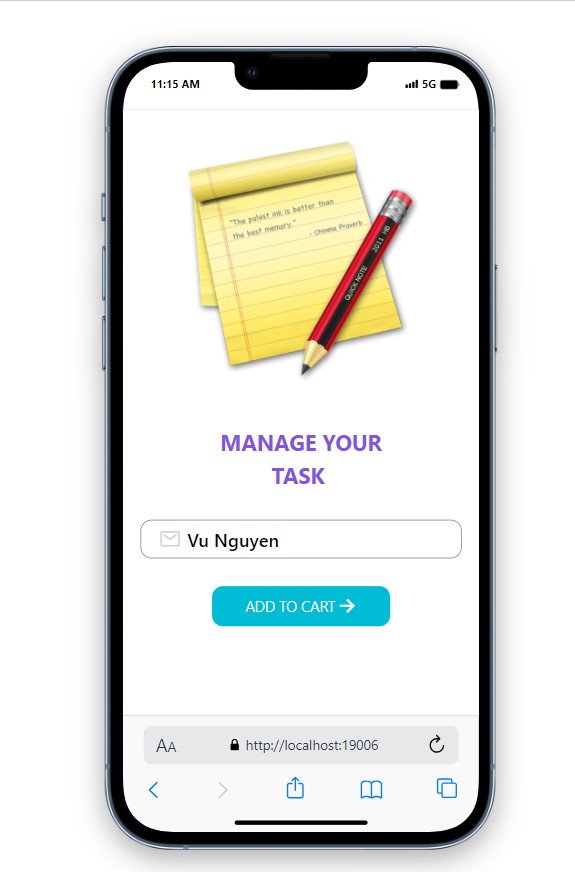 11:15 AM
5G
"The palest ink is better than
the best memory."
- Chinese Proverb
QUICK NOTE 2011 HB
MANAGE YOUR
TASK
Vu Nguyen
ADD TO CART
AA
http://localhost:19006